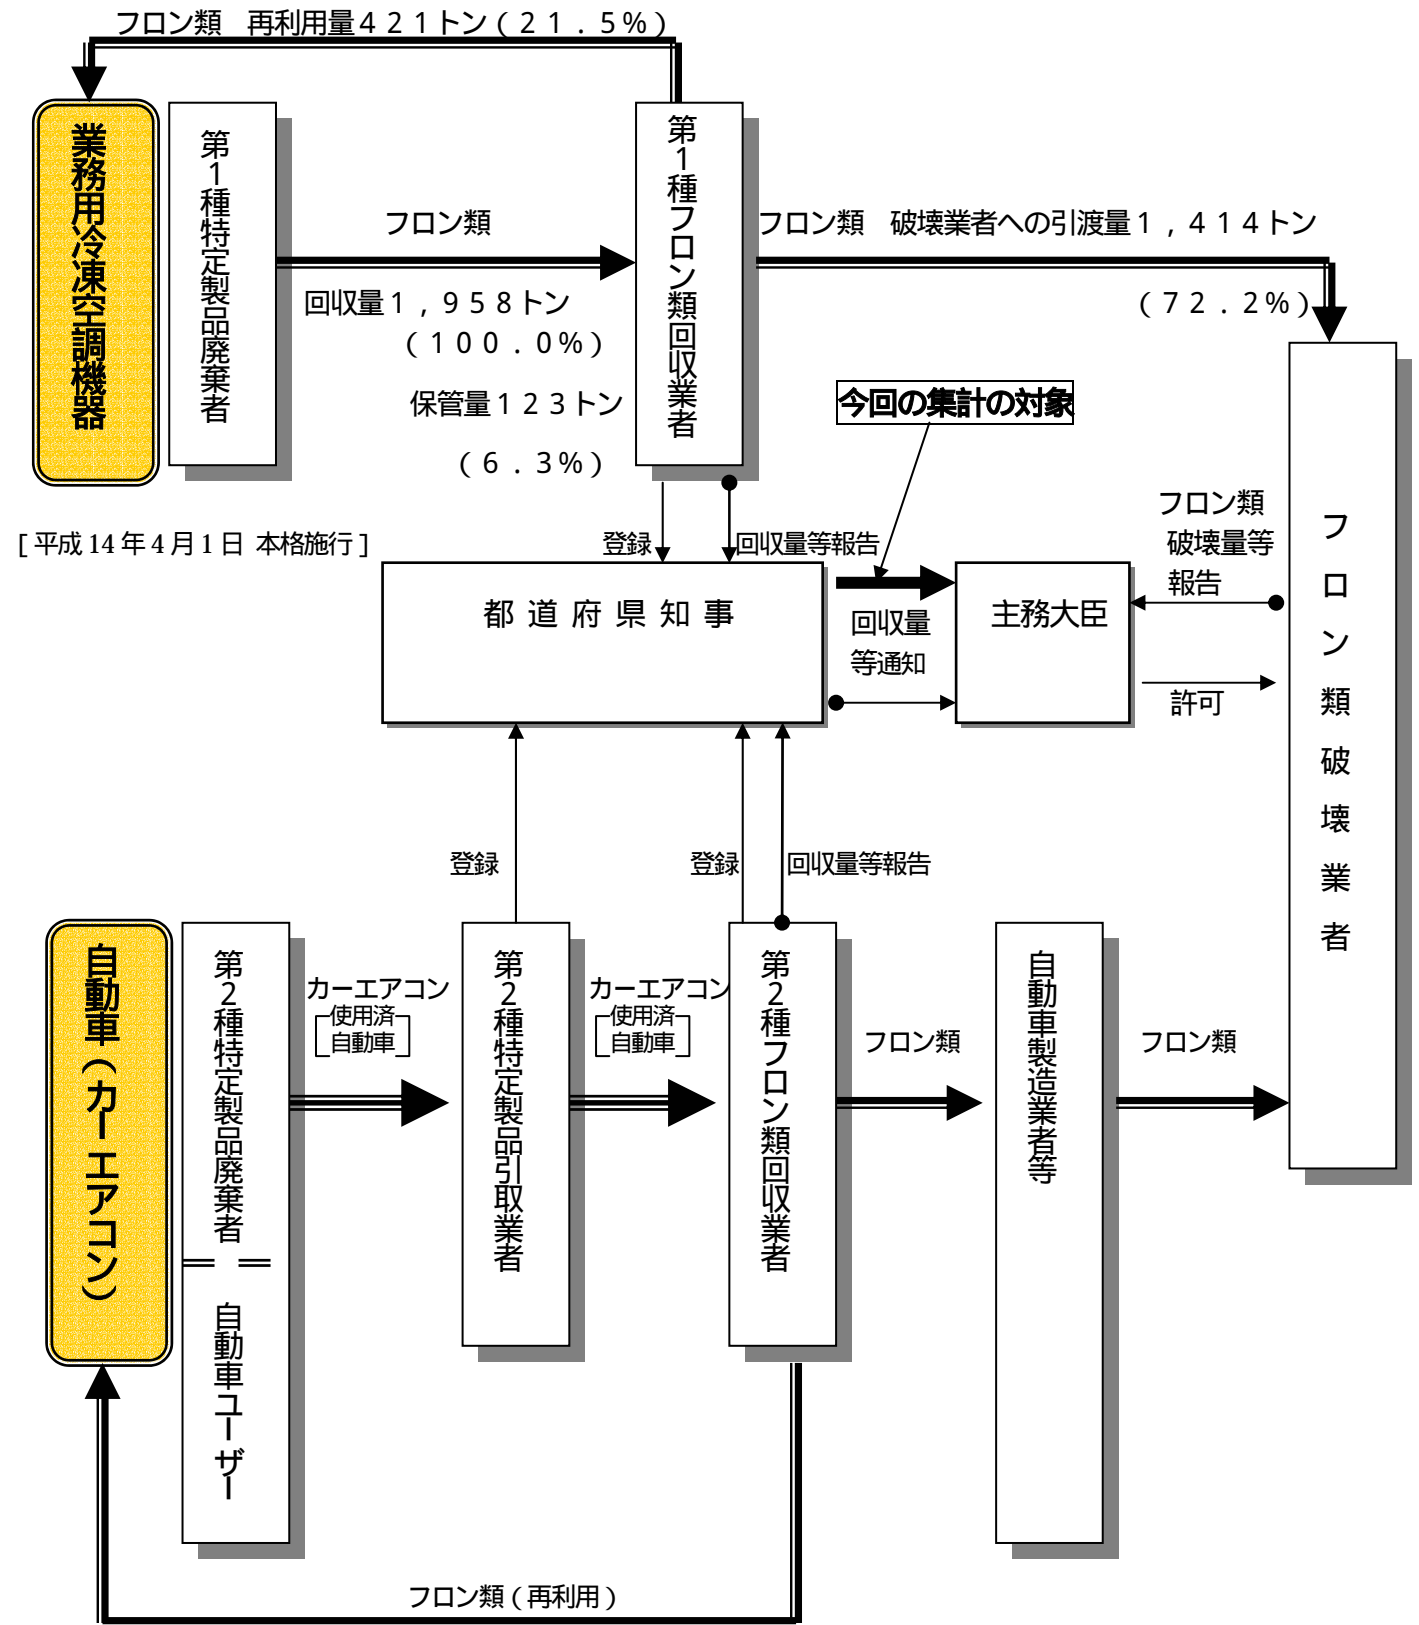 フロン類　再利用量４２１トン（２１．５％）
業務用冷凍空調機器
第１種特定製品廃棄者
フロン類
回収量１，９５８トン
（１００．０％）
保管量１２３トン
（６．３％）
第１種フロン類回収業者
フロン類　破壊業者への引渡量１，４１４トン
（７２．２％）
今回の集計の対象
[ 平成 14 年 4 月 1 日 本格施行 ]
登録
回収量等報告
都道府県知事
回収量
等通知
主務大臣
フロン類
破壊量等
報告
許可
フロン類破壊業者
登録
登録
回収量等報告
自動車（カーエアコン）
第２種特定製品廃棄者
自動車ユーザー
カーエアコン
使用済
自動車
第２種特定製品引取業者
カーエアコン
使用済
自動車
第２種フロン類回収業者
フロン類
自動車製造業者等
フロン類
フロン類（再利用）